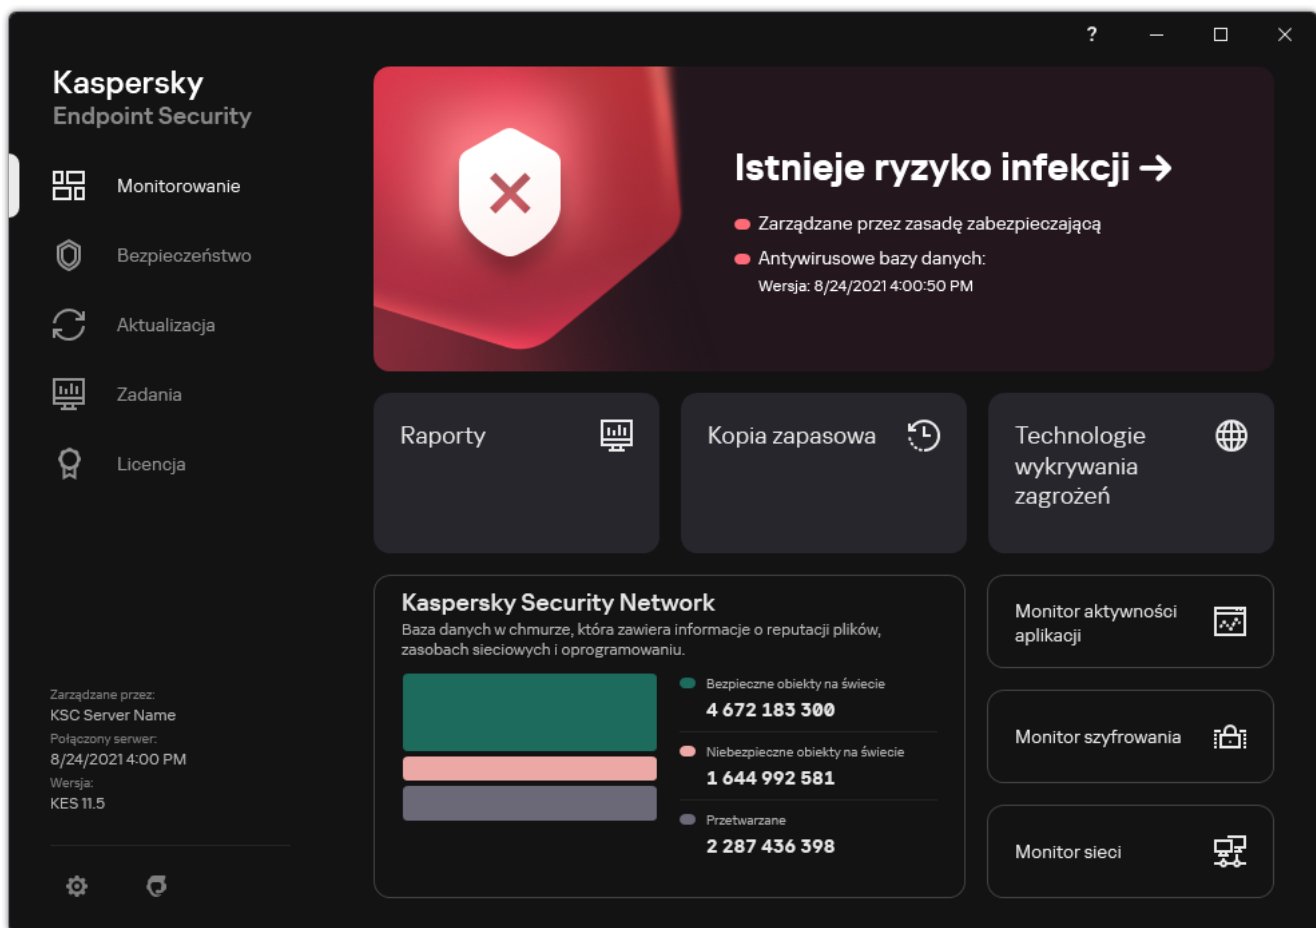 ?
Kaspersky
Endpoint Security
Monitorowanie
Bezpieczeństwo
Aktualizacja
Zadania
Licencja
Zarządzane przez:
KSC Server Name
Połączony serwer:
8/24/2021 4:00 PM
Wersja:
KES 11.5
Istnieje ryzyko infekcji →
Zarządzane przez zasadę zabezpieczającą
Antywirusowe bazy danych:
Wersja: 8/24/2021 4:00:50 PM
Raporty
Kopia zapasowa
Technologie
wykrywania
zagrożeń
Kaspersky Security Network
Baza danych w chmurze, która zawiera informacje o reputacji plików,
zasobach sieciowych i oprogramowaniu.
Bezpieczne obiekty na świecie
4 672 183 300
Niebezpieczne obiekty na świecie
1 644 992 581
Przetwarzane
2 287 436 398
Monitor aktywności
aplikacji
Monitor szyfrowania
Monitor sieci